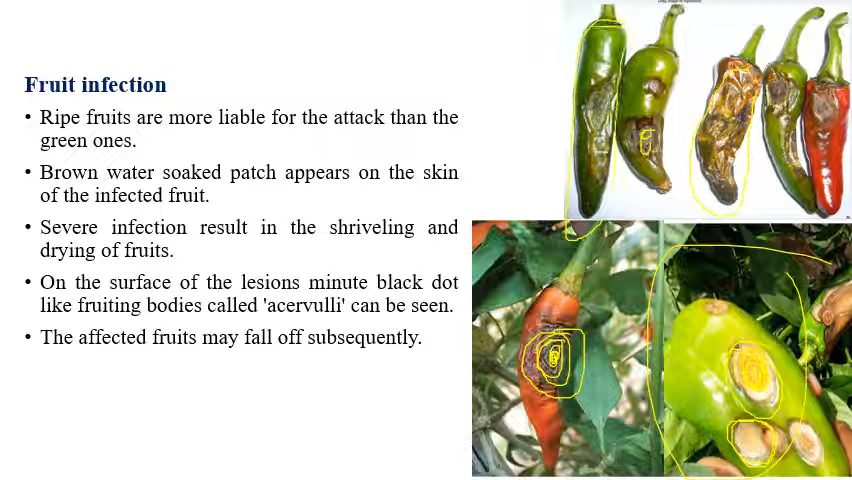 Fruit infection
• Ripe fruits are more liable for the attack than the
green ones.
• Brown water soaked patch appears on the skin
of the infected fruit.
• Severe infection result in the shriveling and
drying of fruits.
• On the surface of the lesions minute black dot
like fruiting bodies called 'acervulli' can be seen.
• The affected fruits may fall off subsequently.